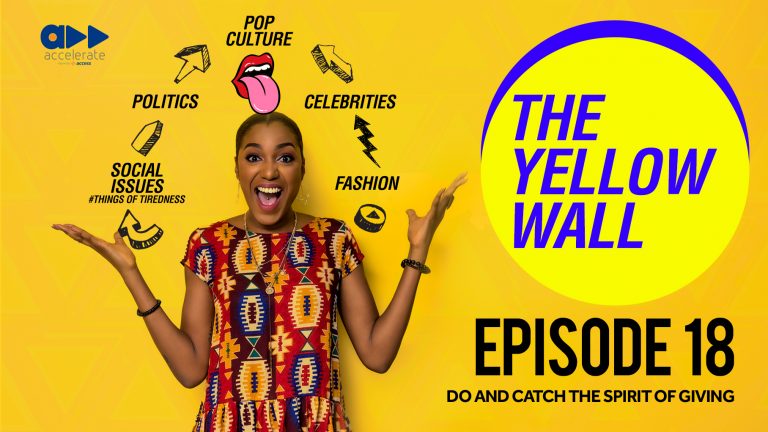 accelerate
access
POP
CULTURE
POLITICS
CELEBRITIES
SOCIAL
ISSUES
#THINGS OF TIREDNESS
FASHION
THE
YELLOW
WALL
EPISODE 18
DO AND CATCH THE SPIRIT OF GIVING